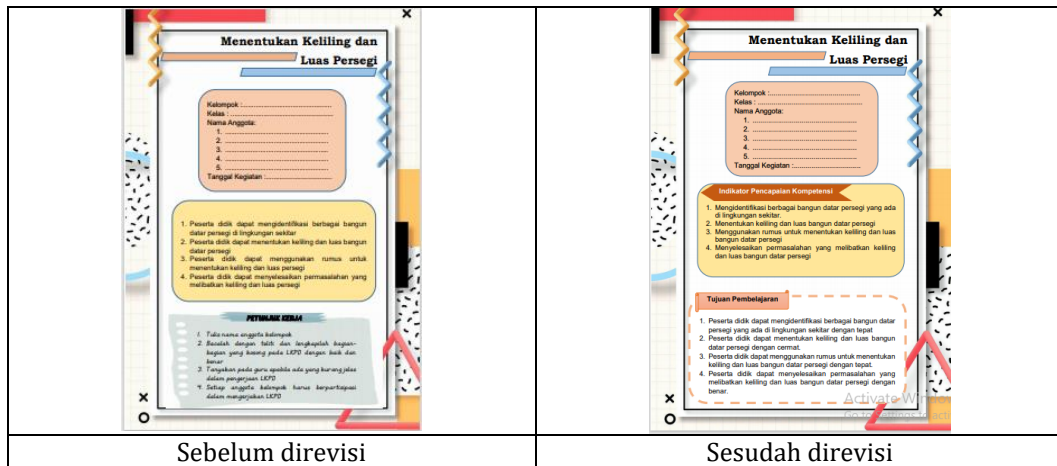 Menentukan Keliling dan
Luas Persegi
Kelompok :.......................................
Kelas : .............................................
Nama Anggota:
1. .............................................
2. .............................................
3. .............................................
4. .............................................
5. .............................................
Tanggal Kegiatan :.............................
1. Peserta didik dapat mengidentifikasi berbagai bangun
datar persegi di lingkungan sekitar
2. Peserta didik dapat menentukan keliling dan luas bangun
datar persegi
3. Peserta didik dapat menggunakan rumus untuk
menentukan keliling dan luas persegi
4. Peserta didik dapat menyelesaikan permasalahan yang
melibatkan keliling dan luas persegi
PETUNJUK KERJA
1. Tulis nama anggota kelompok
2. Bacalah dengan teliti dan lengkapilah bagian-
bagian yang kosong pada LKPD dengan baik dan
benar
3. Tanyakan pada guru apabila ada yang kurang jelas
dalam pengerjaan LKPD
4. Setiap anggota kelompok harus berpartisipasi
dalam mengerjakan LKPD
Sebelum direvisi
Menentukan Keliling dan
Luas Persegi
Kelompok :.......................................
Kelas : .............................................
Nama Anggota:
1. .............................................
2. .............................................
3. .............................................
4. .............................................
5. .............................................
Tanggal Kegiatan :.............................
Indikator Pencapaian Kompetensi
1. Mengidentifikasi berbagai bangun datar persegi yang ada
di lingkungan sekitar.
2. Menentukan keliling dan luas bangun datar persegi
3. Menggunakan rumus untuk menentukan keliling dan luas
bangun datar persegi
4. Menyelesaikan permasalahan yang melibatkan keliling
dan luas bangun datar persegi
Tujuan Pembelajaran
1. Peserta didik dapat mengidentifikasi berbagai bangun datar
persegi yang ada di lingkungan sekitar dengan tepat
2. Peserta didik dapat menentukan keliling dan luas bangun
datar persegi dengan cermat.
3. Peserta didik dapat menggunakan rumus untuk menentukan
keliling dan luas bangun datar persegi dengan tepat.
4. Peserta didik dapat menyelesaikan permasalahan yang
melibatkan keliling dan luas bangun datar persegi dengan
benar.
Activate Window
Go to Settings to acti
Sesudah direvisi